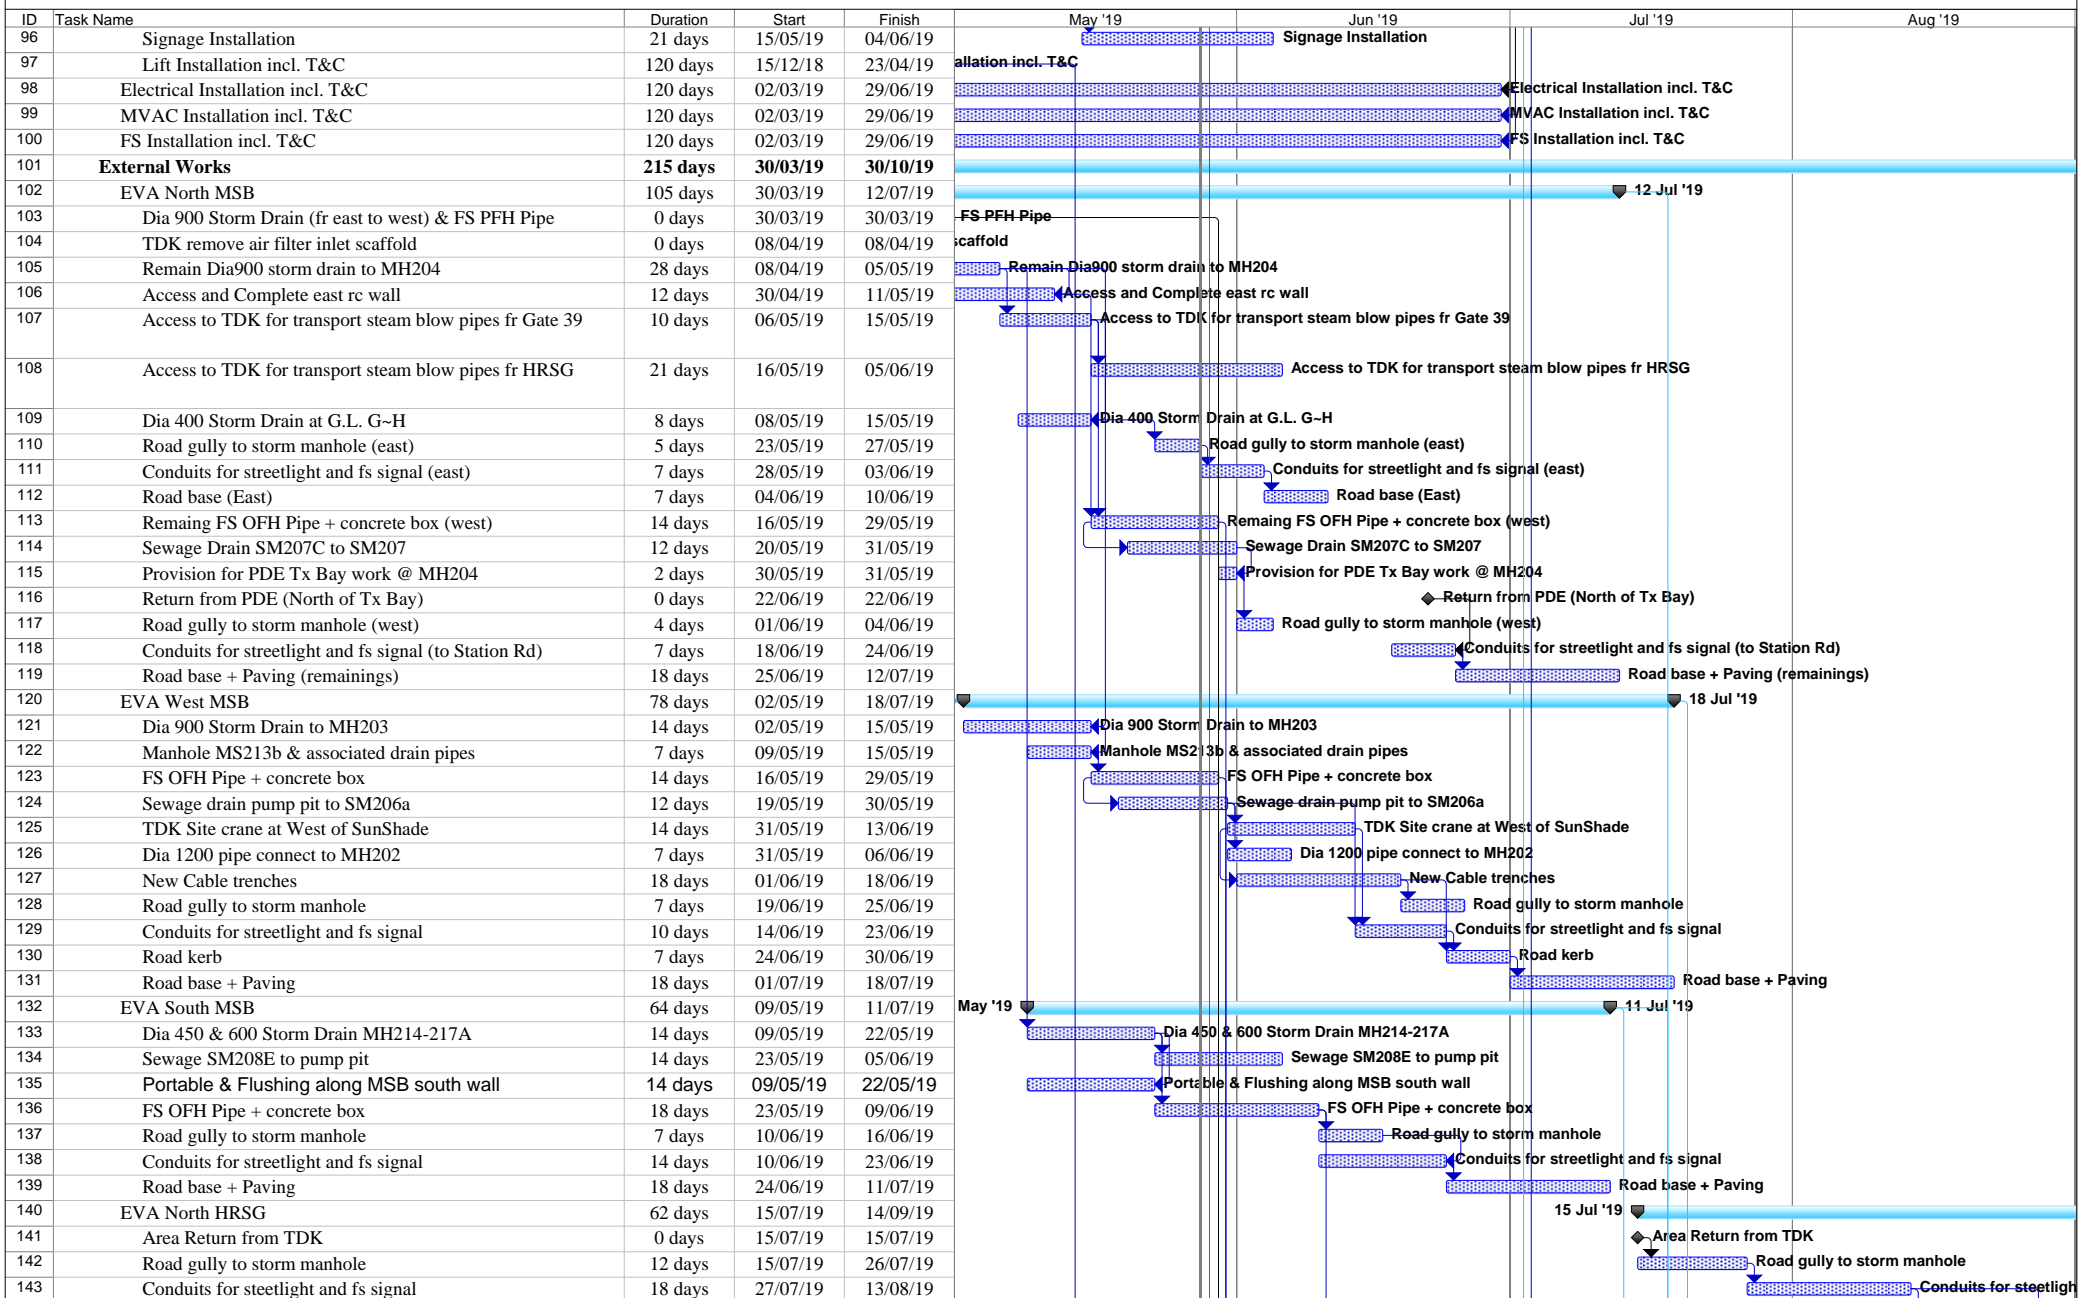 ID Task Name Duration Start Finish May '19 Jun '19 Jul '19 Aug '19
96 Signage Installation 21 days 15/05/19 04/06/19 Signage Installation
97 Lift Installation incl. T&C 120 days 15/12/18 23/04/19 allation incl. T&C
98 Electrical Installation incl. T&C 120 days 02/03/19 29/06/19 Electrical Installation incl. T&C
99 MVAC Installation incl. T&C 120 days 02/03/19 29/06/19 MVAC Installation incl. T&C
100 FS Installation incl. T&C 120 days 02/03/19 29/06/19 FS Installation incl. T&C
101 External Works 215 days 30/03/19 30/10/19
102 EVA North MSB 105 days 30/03/19 12/07/19 12 Jul '19
103 Dia 900 Storm Drain (fr east to west) & FS PFH Pipe 0 days 30/03/19 30/03/19 FS PFH Pipe
104 TDK remove air filter inlet scaffold 0 days 08/04/19 08/04/19 scaffold
105 Remain Dia900 storm drain to MH204 28 days 08/04/19 05/05/19 Remain Dia900 storm drain to MH204
106 Access and Complete east rc wall 12 days 30/04/19 11/05/19 Access and Complete east rc wall
107 Access to TDK for transport steam blow pipes fr Gate 39 10 days 06/05/19 15/05/19 Access to TDK for transport steam blow pipes fr Gate 39
108 Access to TDK for transport steam blow pipes fr HRSG 21 days 16/05/19 05/06/19 Access to TDK for transport steam blow pipes fr HRSG
109 Dia 400 Storm Drain at G.L. G~H 8 days 08/05/19 15/05/19 Dia 400 Storm Drain at G.L. G~H
110 Road gully to storm manhole (east) 5 days 23/05/19 27/05/19 Road gully to storm manhole (east)
111 Conduits for streetlight and fs signal (east) 7 days 28/05/19 03/06/19 Conduits for streetlight and fs signal (east)
112 Road base (East) 7 days 04/06/19 10/06/19 Road base (East)
113 Remaing FS OFH Pipe + concrete box (west) 14 days 16/05/19 29/05/19 Remaing FS OFH Pipe + concrete box (west)
114 Sewage Drain SM207C to SM207 12 days 20/05/19 31/05/19 Sewage Drain SM207C to SM207
115 Provision for PDE Tx Bay work @ MH204 2 days 30/05/19 31/05/19 Provision for PDE Tx Bay work @ MH204
116 Return from PDE (North of Tx Bay) 0 days 22/06/19 22/06/19 Return from PDE (North of Tx Bay)
117 Road gully to storm manhole (west) 4 days 01/06/19 04/06/19 Road gully to storm manhole (west)
118 Conduits for streetlight and fs signal (to Station Rd) 7 days 18/06/19 24/06/19 Conduits for streetlight and fs signal (to Station Rd)
119 Road base + Paving (remainings) 18 days 25/06/19 12/07/19 Road base + Paving (remainings)
120 EVA West MSB 78 days 02/05/19 18/07/19 18 Jul '19
121 Dia 900 Storm Drain to MH203 14 days 02/05/19 15/05/19 Dia 900 Storm Drain to MH203
122 Manhole MS213b & associated drain pipes 7 days 09/05/19 15/05/19 Manhole MS213b & associated drain pipes
123 FS OFH Pipe + concrete box 14 days 16/05/19 29/05/19 FS OFH Pipe + concrete box
124 Sewage drain pump pit to SM206a 12 days 19/05/19 30/05/19 Sewage drain pump pit to SM206a
125 TDK Site crane at West of SunShade 14 days 31/05/19 13/06/19 TDK Site crane at West of SunShade
126 Dia 1200 pipe connect to MH202 7 days 31/05/19 06/06/19 Dia 1200 pipe connect to MH202
127 New Cable trenches 18 days 01/06/19 18/06/19 New Cable trenches
128 Road gully to storm manhole 7 days 19/06/19 25/06/19 Road gully to storm manhole
129 Conduits for streetlight and fs signal 10 days 14/06/19 23/06/19 Conduits for streetlight and fs signal
130 Road kerb 7 days 24/06/19 30/06/19 Road kerb
131 Road base + Paving 18 days 01/07/19 18/07/19 Road base + Paving
132 EVA South MSB 64 days 09/05/19 11/07/19 May '19 11 Jul '19
133 Dia 450 & 600 Storm Drain MH214-217A 14 days 09/05/19 22/05/19 Dia 450 & 600 Storm Drain MH214-217A
134 Sewage SM208E to pump pit 14 days 23/05/19 05/06/19 Sewage SM208E to pump pit
135 Portable & Flushing along MSB south wall 14 days 09/05/19 22/05/19 Portable & Flushing along MSB south wall
136 FS OFH Pipe + concrete box 18 days 23/05/19 09/06/19 FS OFH Pipe + concrete box
137 Road gully to storm manhole 7 days 10/06/19 16/06/19 Road gully to storm manhole
138 Conduits for streetlight and fs signal 14 days 10/06/19 23/06/19 Conduits for streetlight and fs signal
139 Road base + Paving 18 days 24/06/19 11/07/19 Road base + Paving
140 EVA North HRSG 62 days 15/07/19 14/09/19 15 Jul '19
141 Area Return from TDK 0 days 15/07/19 15/07/19 Area Return from TDK
142 Road gully to storm manhole 12 days 15/07/19 26/07/19 Road gully to storm manhole
143 Conduits for steetlight and fs signal 18 days 27/07/19 13/08/19 Conduits for steetligh